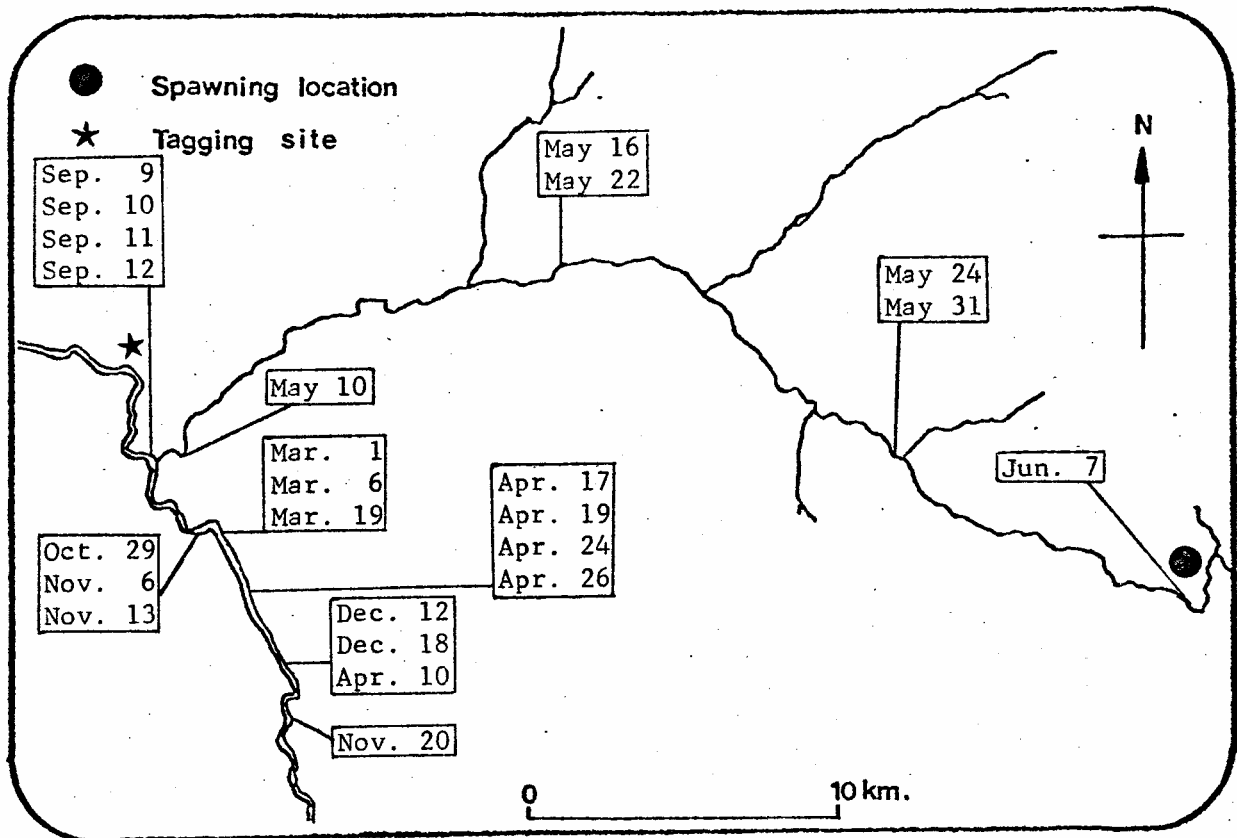 Spawning location
Tagging site
Sep. 9
Sep. 10
Sep. 11
Sep. 12
May 16
May 22
N
May 24
May 31
May 10
Mar. 1
Mar. 6
Mar. 19
Apr. 17
Apr. 19
Apr. 24
Apr. 26
Jun. 7
Oct. 29
Nov. 6
Nov. 13
Dec. 12
Dec. 18
Apr. 10
Nov. 20
0 10 km.